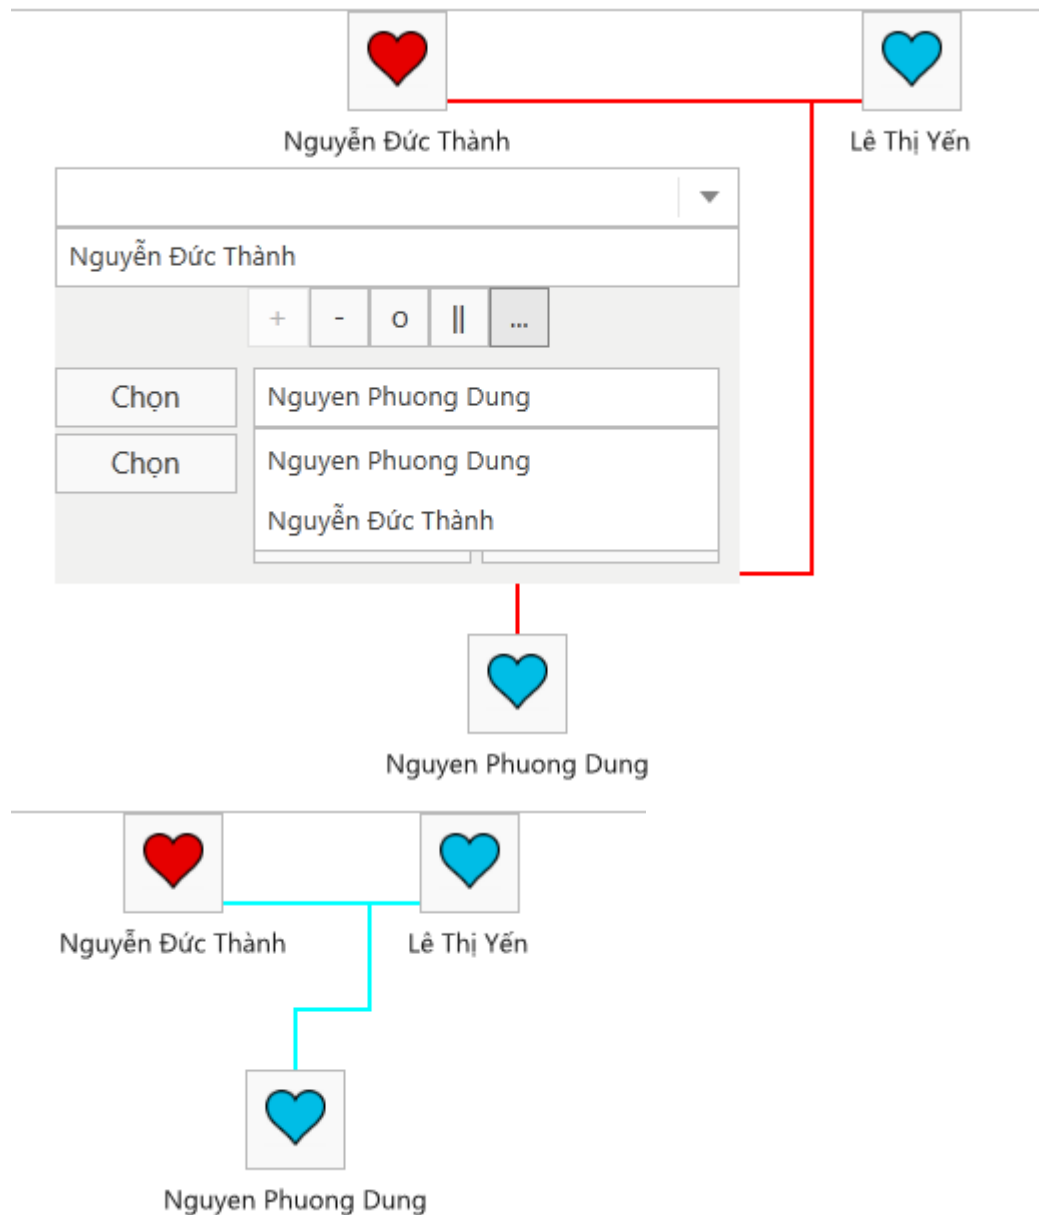 Nguyễn Đức Thành
Lê Thị Yến
Nguyễn Đức Thành
+ - o || ...
Chọn
Nguyen Phuong Dung
Chọn
Nguyen Phuong Dung
Nguyễn Đức Thành
Nguyen Phuong Dung
Nguyễn Đức Thành
Lê Thị Yến
Nguyen Phuong Dung